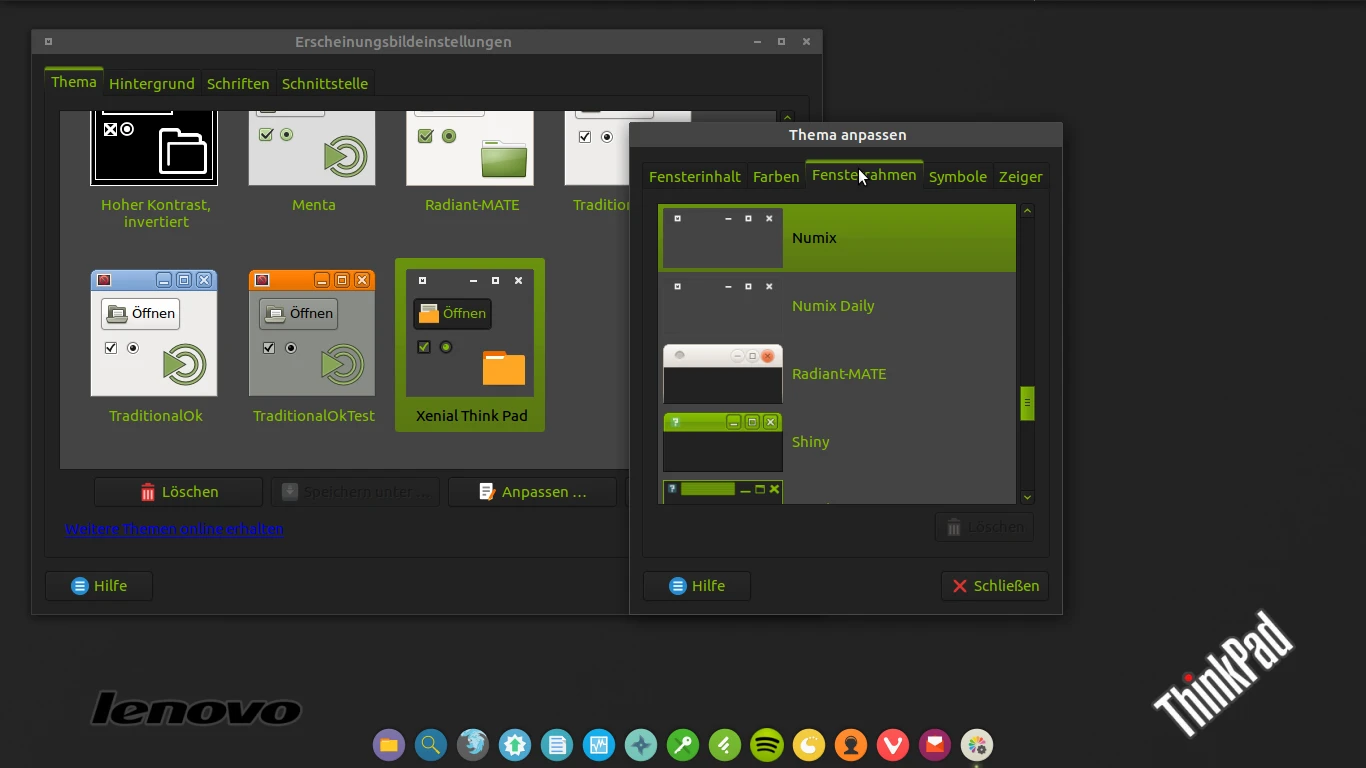 Erscheinungsbildeinstellungen
Thema Hintergrund Schriften Schnittstelle
Hoher Kontrast,
invertiert
Menta
Radiant-MATE
Öffnen
TraditionalOk
Öffnen
TraditionalOkTest
Öffnen
Xenial Think Pad
Löschen
Speichern unter ...
Anpassen ...
Weitere Themen online erhalten
Hilfe
Thema anpassen
Fensterinhalt Farben Fensterrahmen Symbole Zeiger
Numix
Numix Daily
Radiant-MATE
Shiny
Löschen
Hilfe
Schließen
lenovo
ThinkPad